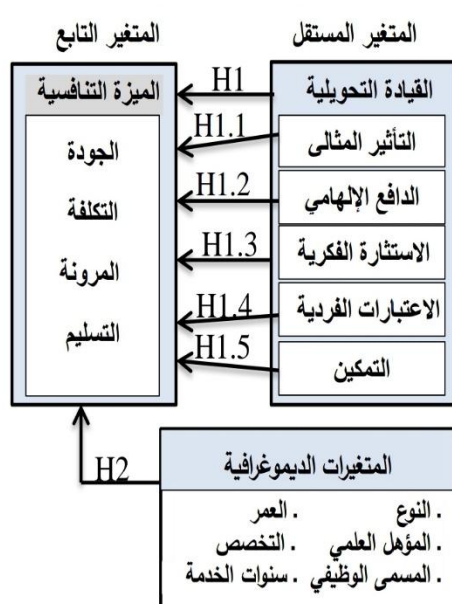 المتغير المستقل
المتغير التابع
القيادة التحويلية
التأثير المثالى
الدافع الإلهامي
الاستثارة الفكرية
الاعتبارات الفردية
التمكين
H1
H1.1
H1.2
H1.3
H1.4
H1.5
الميزة التنافسية
الجودة
التكلفة
المرونة
التسليم
H2
المتغيرات الديموغرافية
. النوع . العمر
. المؤهل العلمي . التخصص
. المسمى الوظيفي . سنوات الخدمة